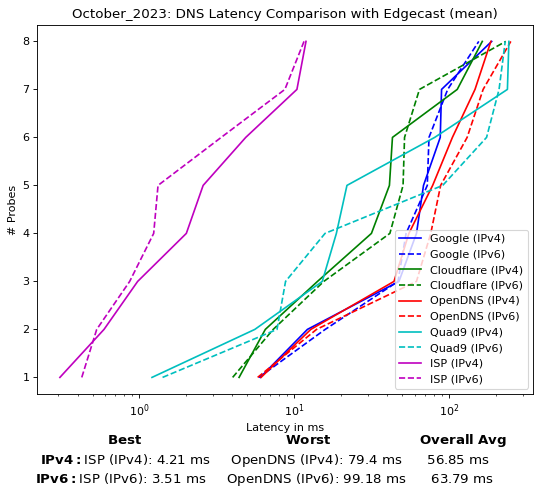 October_2023: DNS Latency Comparison with Edgecast (mean)
8
7
6
5
4
3
2
1
# Probes
10^0 10^1 10^2
Latency in ms
Google (IPv4)
Google (IPv6)
Cloudflare (IPv4)
Cloudflare (IPv6)
OpenDNS (IPv4)
OpenDNS (IPv6)
Quad9 (IPv4)
Quad9 (IPv6)
ISP (IPv4)
ISP (IPv6)
Best Worst Overall Avg
IPv4: ISP (IPv4): 4.21 ms OpenDNS (IPv4): 79.4 ms 56.85 ms
IPv6: ISP (IPv6): 3.51 ms OpenDNS (IPv6): 99.18 ms 63.79 ms